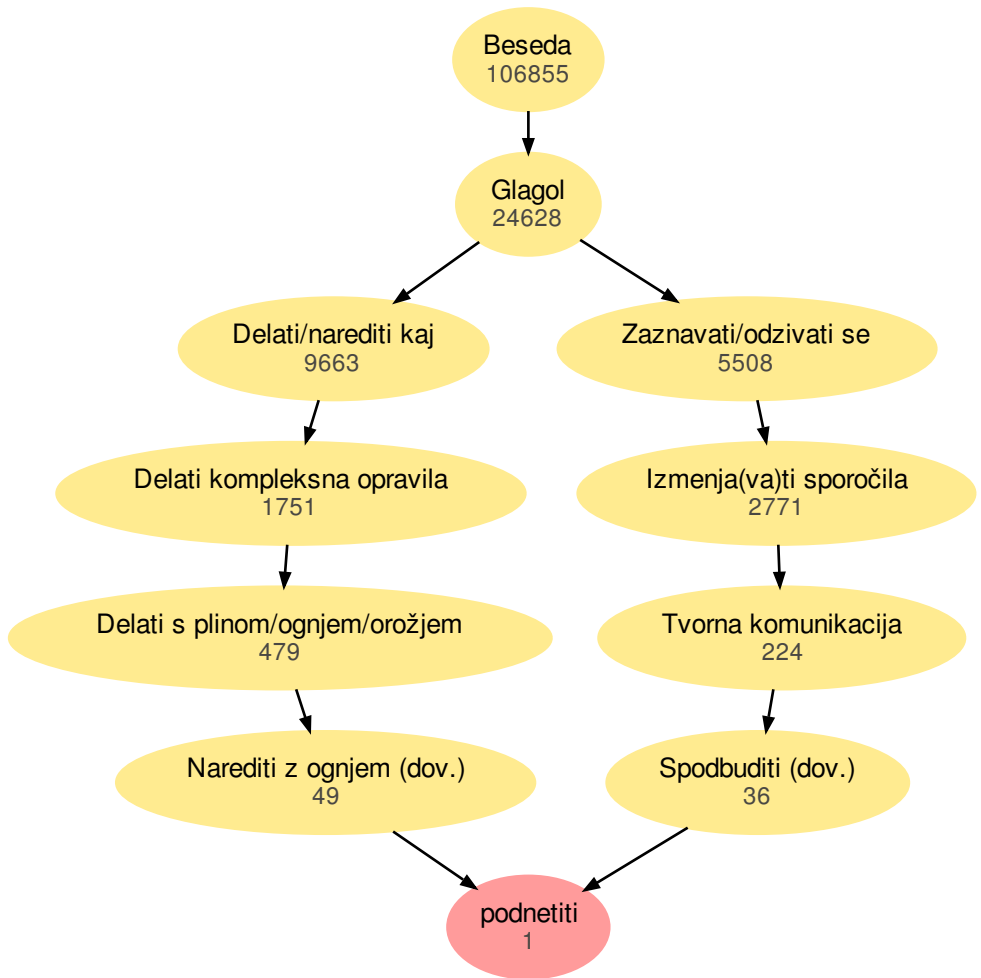 Beseda
106855
Glagol
24628
Delati/narediti kaj
9663
Zaznavati/odzivati se
5508
Delati kompleksna opravila
1751
Izmenja(va)ti sporočila
2771
Delati s plinom/ognjem/orožjem
479
Tvorna komunikacija
224
Narediti z ognjem (dov.)
49
Spodbuditi (dov.)
36
podnetiti
1